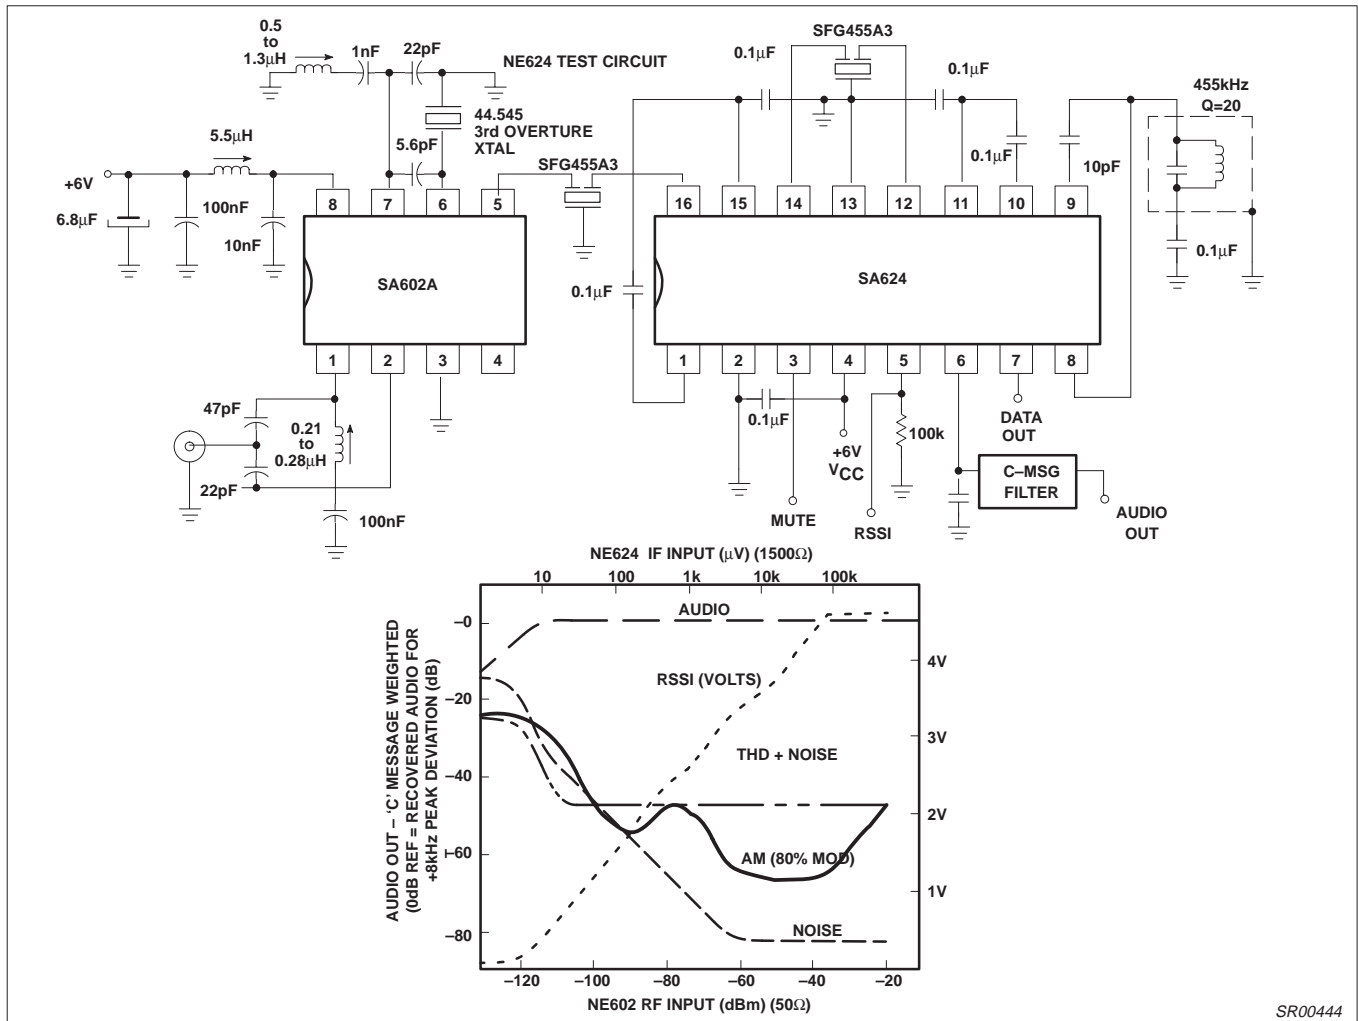 0.5
to
1.3μH
1nF
22pF
NE624 TEST CIRCUIT
44.545
3rd OVERTURE
XTAL
5.6pF
5.5μH
+6V
6.8μF
100nF
10nF
SFG455A3
8
7
6
5
SA602A
1
2
3
4
47pF
0.21
to
0.28μH
22pF
100nF
SFG455A3
0.1μF
0.1μF
0.1μF
455kHz
Q=20
10pF
0.1μF
0.1μF
16
15
14
13
12
11
10
9
SA624
1
2
3
4
5
6
7
8
0.1μF
MUTE
+6V
VCC
RSSI
100k
DATA
OUT
C–MSG
FILTER
AUDIO
OUT
NE624 IF INPUT (μV) (1500Ω)
10
100
1k
10k
100k
AUDIO
RSSI (VOLTS)
THD + NOISE
AM (80% MOD)
NOISE
–0
–20
–40
–60
–80
4V
3V
2V
1V
AUDIO OUT – 'C' MESSAGE WEIGHTED
(0dB REF = RECOVERED AUDIO FOR
+8kHz PEAK DEVIATION (dB)
–120
–100
–80
–60
–40
–20
NE602 RF INPUT (dBm) (50Ω)
SR00444